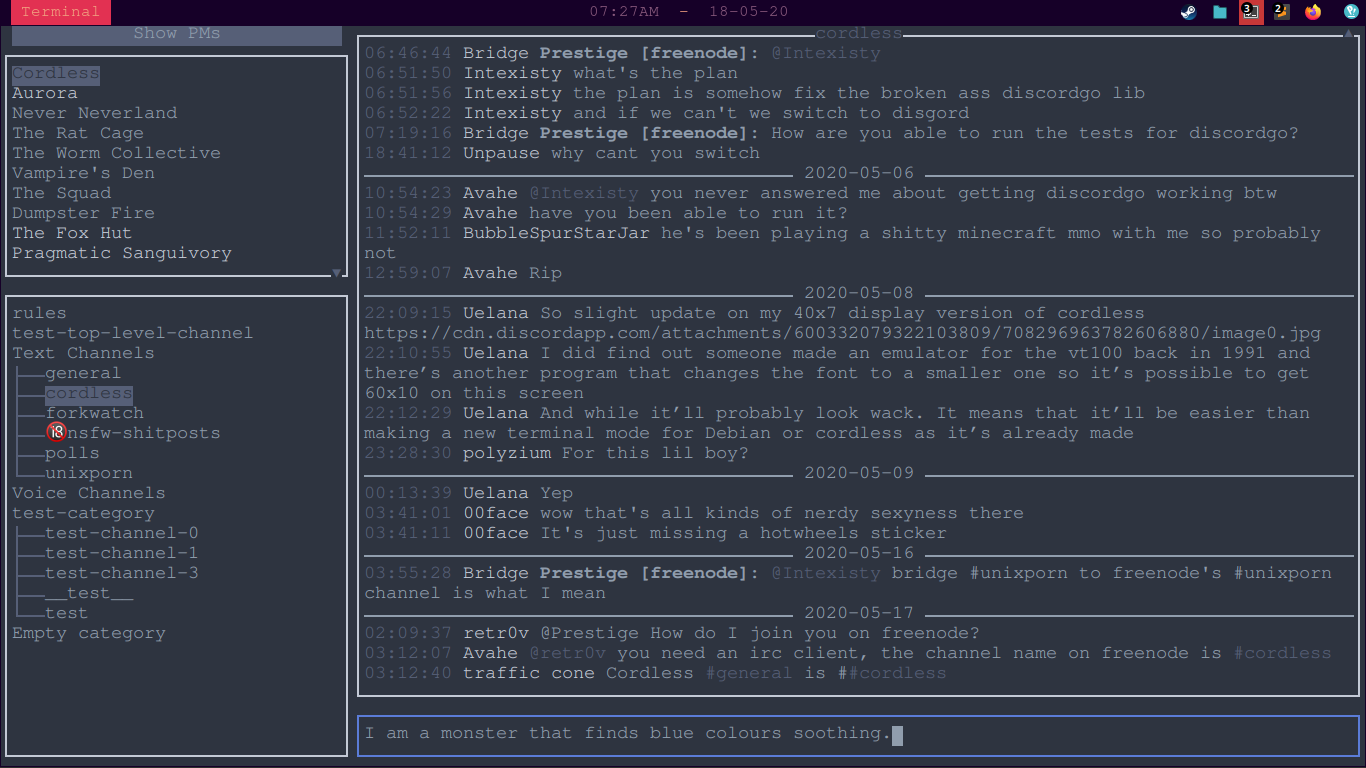 Terminal
07:27AM – 18-05-20
3
2
Show PMs
Cordless
Aurora
Never Neverland
The Rat Cage
The Worm Collective
Vampire's Den
The Squad
Dumpster Fire
The Fox Hut
Pragmatic Sanguivory
rules
test-top-level-channel
Text Channels
general
cordless
forkwatch
🔞nsfw-shitposts
polls
unixporn
Voice Channels
test-category
test-channel-0
test-channel-1
test-channel-3
__test__
test
Empty category
cordless
06:46:44 Bridge Prestige [freenode]: @Intexisty
06:51:50 Intexisty what's the plan
06:51:56 Intexisty the plan is somehow fix the broken ass discordgo lib
06:52:22 Intexisty and if we can't we switch to disgord
07:19:16 Bridge Prestige [freenode]: How are you able to run the tests for discordgo?
18:41:12 Unpause why cant you switch
2020-05-06
10:54:23 Avahe @Intexisty you never answered me about getting discordgo working btw
10:54:29 Avahe have you been able to run it?
11:52:11 BubbleSpurStarJar he's been playing a shitty minecraft mmo with me so probably
not
12:59:07 Avahe Rip
2020-05-08
22:09:15 Uelana So slight update on my 40x7 display version of cordless
https://cdn.discordapp.com/attachments/600332079322103809/708296963782606880/image0.jpg
22:10:55 Uelana I did find out someone made an emulator for the vt100 back in 1991 and
there’s another program that changes the font to a smaller one so it’s possible to get
60x10 on this screen
22:12:29 Uelana And while it’ll probably look wack. It means that it’ll be easier than
making a new terminal mode for Debian or cordless as it’s already made
23:28:30 polyzium For this lil boy?
2020-05-09
00:13:39 Uelana Yep
03:41:01 00face wow that's all kinds of nerdy sexyness there
03:41:11 00face It's just missing a hotwheels sticker
2020-05-16
03:55:28 Bridge Prestige [freenode]: @Intexisty bridge #unixporn to freenode's #unixporn
channel is what I mean
2020-05-17
02:09:37 retr0v @Prestige How do I join you on freenode?
03:12:07 Avahe @retr0v you need an irc client, the channel name on freenode is #cordless
03:12:40 traffic cone Cordless #general is ##cordless
I am a monster that finds blue colours soothing.